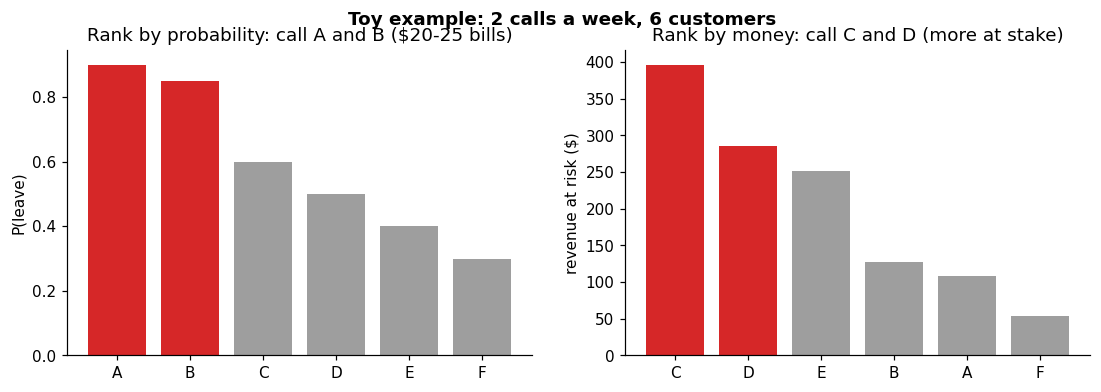 Toy example: 2 calls a week, 6 customers
Rank by probability: call A and B ($20-25 bills)
P(leave)
0.8
0.6
0.4
0.2
0.0
A B C D E F
Rank by money: call C and D (more at stake)
revenue at risk ($)
400
350
300
250
200
150
100
50
0
C D E B A F